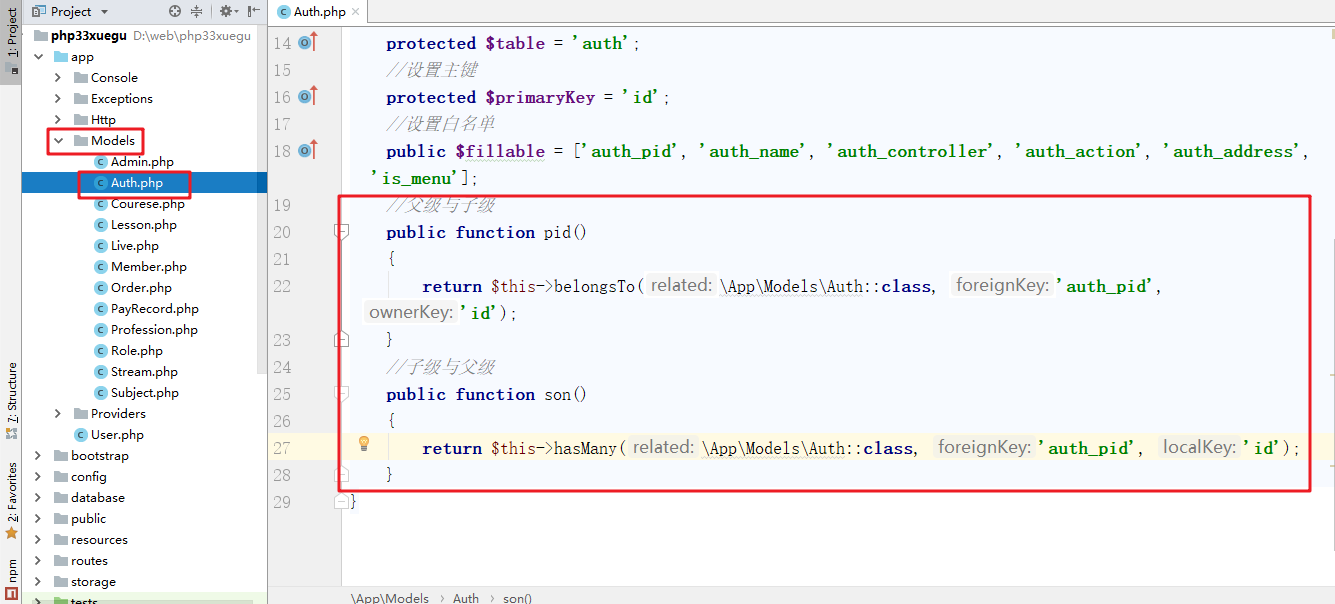 Project
Auth.php
1: Project
php33xuegu D:\web\php33xuegu
app
Console
Exceptions
Http
Models
Admin.php
Auth.php
Courese.php
Lesson.php
Live.php
Member.php
Order.php
PayRecord.php
Profession.php
Role.php
Stream.php
Subject.php
Providers
User.php
bootstrap
config
database
public
resources
routes
storage
tests
7: Structure
2: Favorites
npm
14 protected $table = 'auth';
15 //设置主键
16 protected $primaryKey = 'id';
17 //设置白名单
18 public $fillable = ['auth_pid', 'auth_name', 'auth_controller', 'auth_action', 'auth_address',
'is_menu'];
19 //父级与子级
20 public function pid()
21 {
22 return $this->belongsTo( related: \App\Models\Auth::class, foreignKey: 'auth_pid',
ownerKey: 'id');
23 }
24 //子级与父级
25 public function son()
26 {
27 return $this->hasMany( related: \App\Models\Auth::class, foreignKey: 'auth_pid', localKey: 'id');
28 }
29 }
\App\Models › Auth › son()